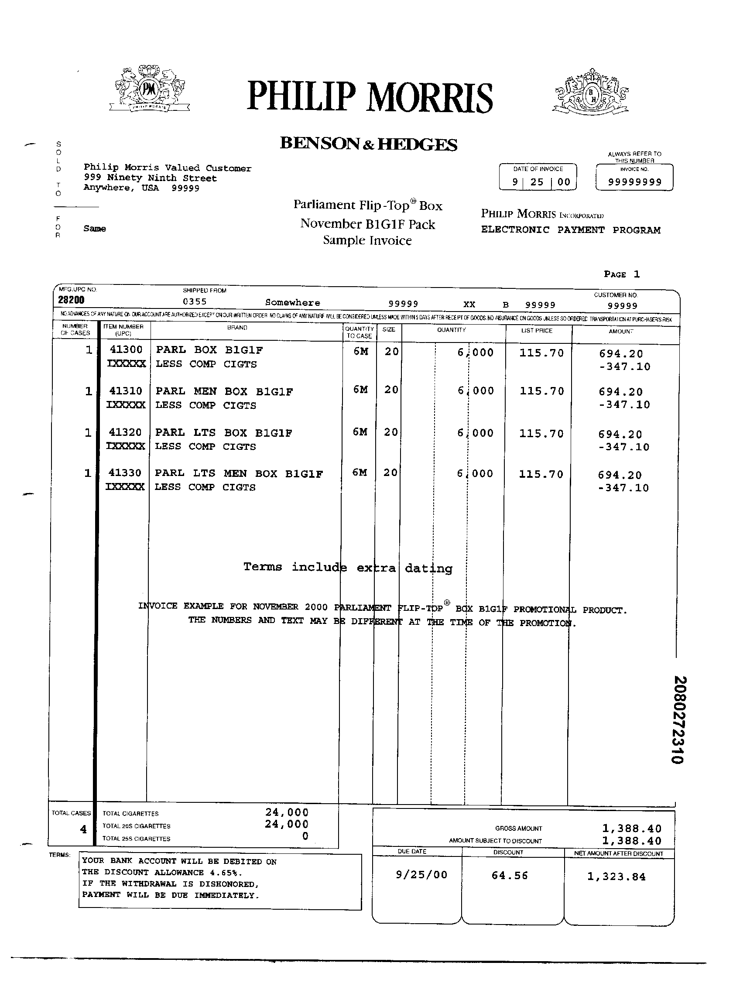 PM
PHILIP MORRIS
PHILIP MORRIS
B
H
BENSON & HEDGES
SOLD TO
Philip Morris Valued Customer
999 Ninety Ninth Street
Anywhere, USA 99999
ALWAYS REFER TO
THIS NUMBER
DATE OF INVOICE
INVOICE NO.
9 25 00
99999999
Parliament Flip-Top® Box
November B1G1F Pack
Sample Invoice
PHILIP MORRIS INCORPORATED
ELECTRONIC PAYMENT PROGRAM
FOR
Same
PAGE 1
MFG. UPC NO. SHIPPED FROM CUSTOMER NO.
28200 0355 Somewhere 99999 XX B 99999 99999
NO ADVANCES OF ANY NATURE ON OUR ACCOUNT ARE AUTHORIZED EXCEPT ON OUR WRITTEN ORDER. NO CLAIMS OF ANY NATURE WILL BE CONSIDERED UNLESS MADE WITHIN 5 DAYS AFTER RECEIPT OF GOODS. NO INSURANCE ON GOODS UNLESS SO ORDERED. TRANSPORTATION AT PURCHASER'S RISK.
NUMBER OF CASES ITEM NUMBER (UPC) BRAND QUANTITY TO CASE SIZE QUANTITY LIST PRICE AMOUNT
1 41300 PARL BOX B1G1F 6M 20 6,000 115.70 694.20
IXXXXX LESS COMP CIGTS -347.10
1 41310 PARL MEN BOX B1G1F 6M 20 6,000 115.70 694.20
IXXXXX LESS COMP CIGTS -347.10
1 41320 PARL LTS BOX B1G1F 6M 20 6,000 115.70 694.20
IXXXXX LESS COMP CIGTS -347.10
1 41330 PARL LTS MEN BOX B1G1F 6M 20 6,000 115.70 694.20
IXXXXX LESS COMP CIGTS -347.10
Terms include extra dating
INVOICE EXAMPLE FOR NOVEMBER 2000 PARLIAMENT FLIP-TOP® BOX B1G1F PROMOTIONAL PRODUCT.
THE NUMBERS AND TEXT MAY BE DIFFERENT AT THE TIME OF THE PROMOTION.
2080272310
TOTAL CASES TOTAL CIGARETTES 24,000
4 TOTAL 20S CIGARETTES 24,000
TOTAL 25S CIGARETTES 0
GROSS AMOUNT 1,388.40
AMOUNT SUBJECT TO DISCOUNT 1,388.40
TERMS:
YOUR BANK ACCOUNT WILL BE DEBITED ON
THE DISCOUNT ALLOWANCE 4.65%.
IF THE WITHDRAWAL IS DISHONORED,
PAYMENT WILL BE DUE IMMEDIATELY.
DUE DATE DISCOUNT NET AMOUNT AFTER DISCOUNT
9/25/00 64.56 1,323.84